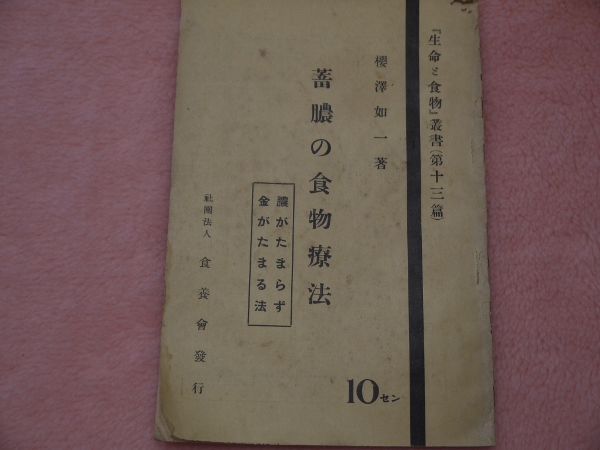 『生命と食物』叢書(第十三篇)
櫻澤如一著
蓄膿の食物療法
膿がたまらず
金がたまる法
社團法人 食養會發行
10セン